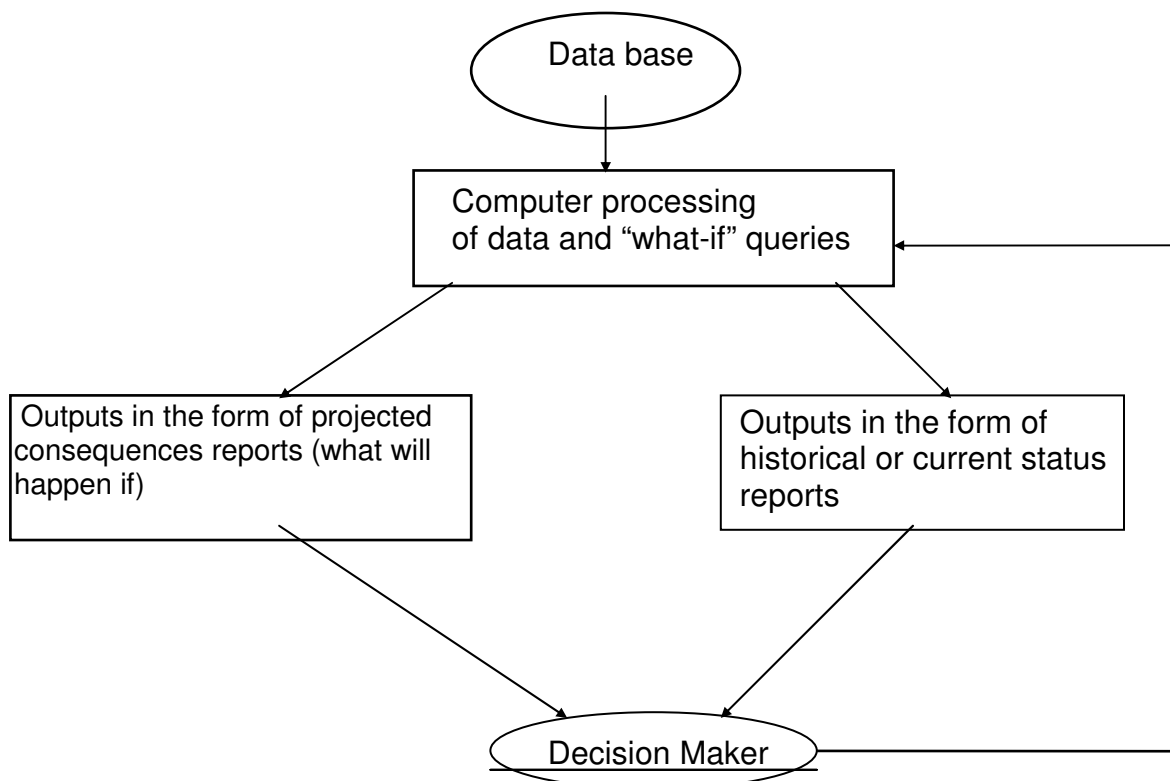 Data base
Computer processing
of data and “what-if” queries
Outputs in the form of projected
consequences reports (what will
happen if)
Outputs in the form of
historical or current status
reports
Decision Maker